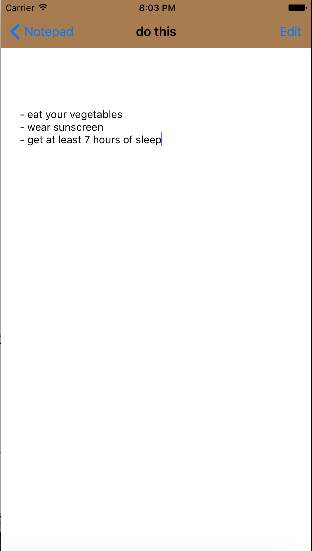 Carrier 8:03 PM
Notepad do this Edit
- eat your vegetables
- wear sunscreen
- get at least 7 hours of sleep